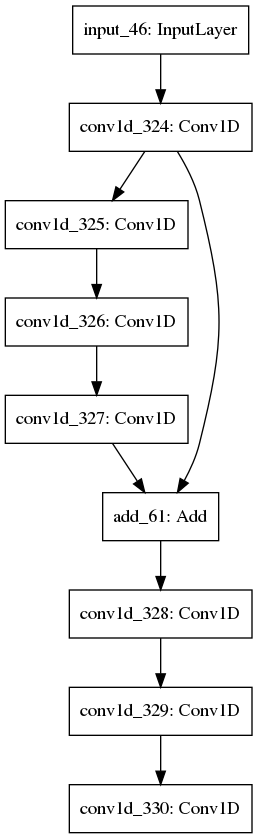 input_46: InputLayer
conv1d_324: Conv1D
conv1d_325: Conv1D
conv1d_326: Conv1D
conv1d_327: Conv1D
add_61: Add
conv1d_328: Conv1D
conv1d_329: Conv1D
conv1d_330: Conv1D